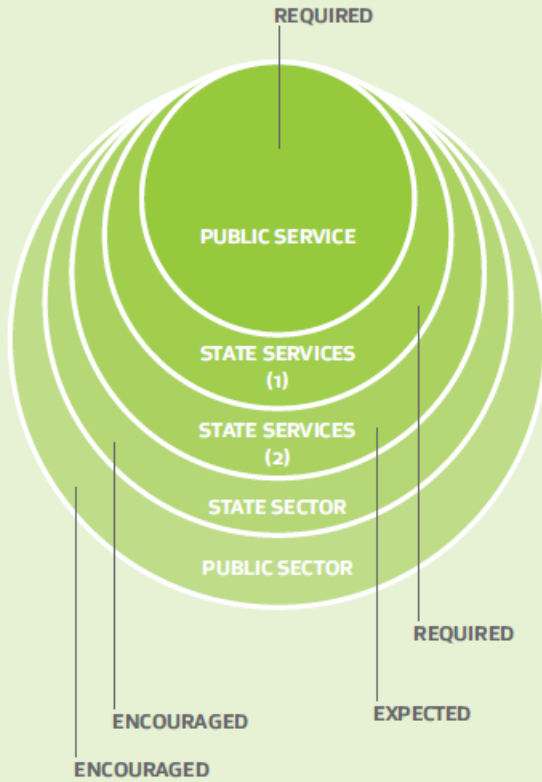 REQUIRED
PUBLIC SERVICE
STATE SERVICES
(1)
STATE SERVICES
(2)
STATE SECTOR
PUBLIC SECTOR
REQUIRED
EXPECTED
ENCOURAGED
ENCOURAGED